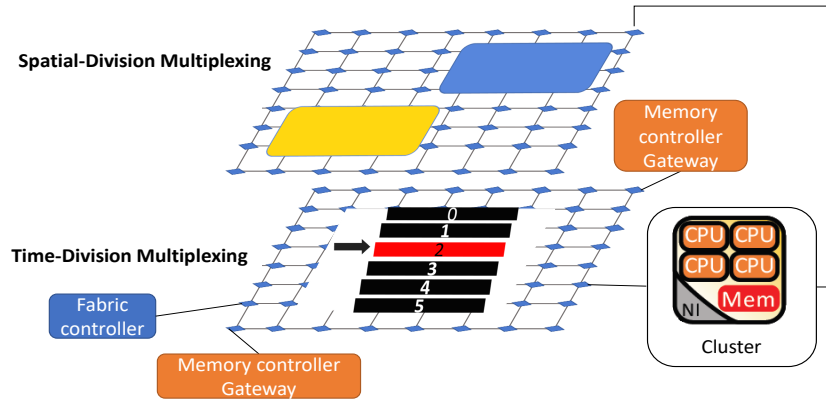 Spatial-Division Multiplexing
Memory
controller
Gateway
0
1
Time-Division Multiplexing
2
3
4
5
CPU CPU
CPU CPU
Mem
NI
Cluster
Fabric
controller
Memory controller
Gateway